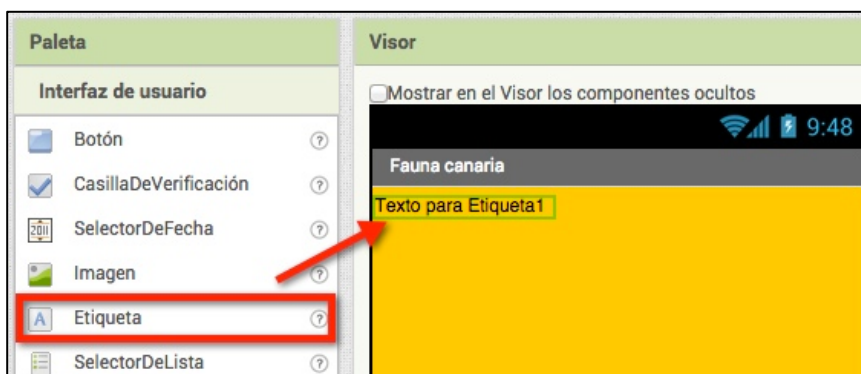 Paleta
Interfaz de usuario
Botón
?
CasillaDeVerificación
?
2011
SelectorDeFecha
?
Imagen
?
A
Etiqueta
?
SelectorDeLista
?
Visor
Mostrar en el Visor los componentes ocultos
9:48
Fauna canaria
Texto para Etiqueta1